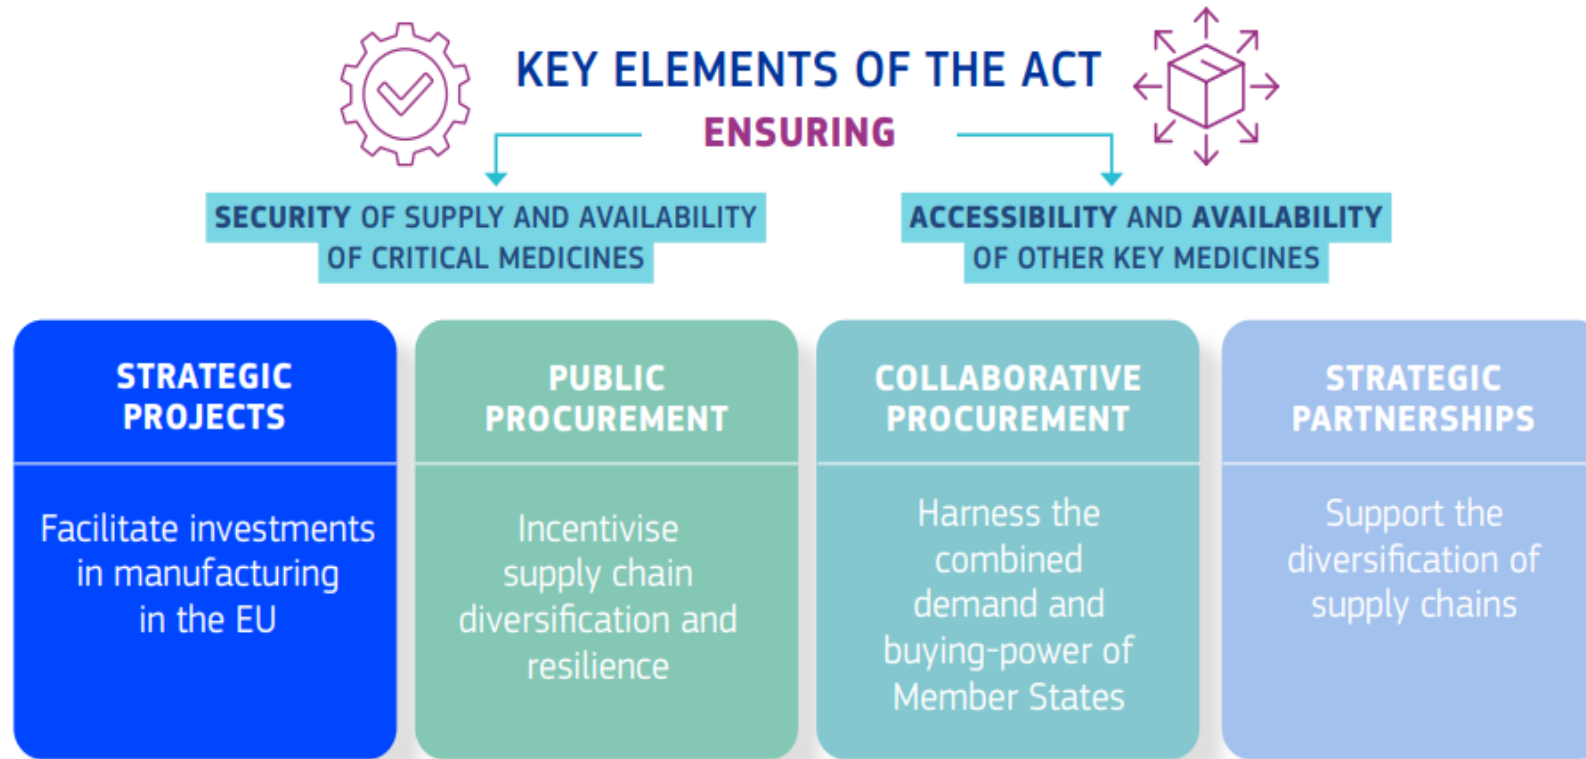 KEY ELEMENTS OF THE ACT
ENSURING
SECURITY OF SUPPLY AND AVAILABILITY
OF CRITICAL MEDICINES
ACCESSIBILITY AND AVAILABILITY
OF OTHER KEY MEDICINES
STRATEGIC
PROJECTS
Facilitate investments
in manufacturing
in the EU
PUBLIC
PROCUREMENT
Incentivise
supply chain
diversification and
resilience
COLLABORATIVE
PROCUREMENT
Harness the
combined
demand and
buying-power of
Member States
STRATEGIC
PARTNERSHIPS
Support the
diversification of
supply chains